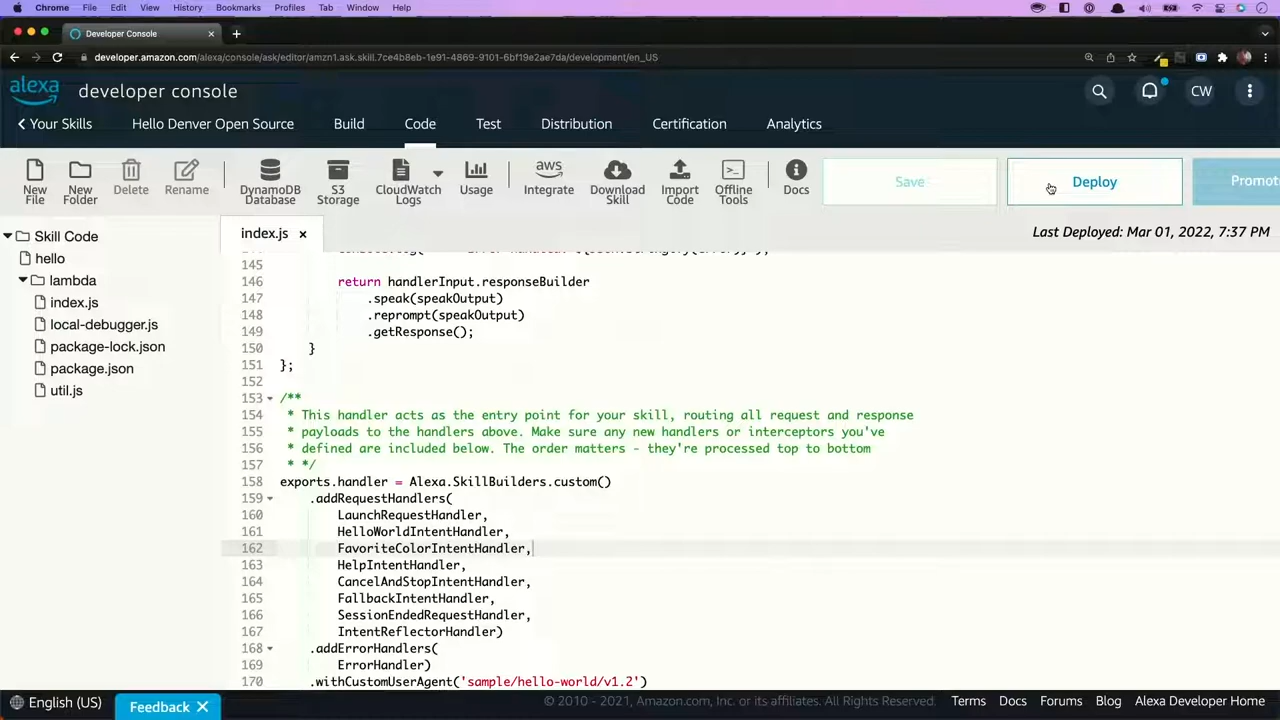 Chrome File Edit View History Bookmarks Profiles Tab Window Help
Developer Console
developer.amazon.com/alexa/console/ask/editor/amzn1.ask.skill.7ce4b8eb-1e91-4869-9101-6bf19e2ae7da/development/en_US
alexa developer console CW
Your Skills Hello Denver Open Source Build Code Test Distribution Certification Analytics
New File
New Folder
Delete
Rename
DynamoDB Database
S3 Storage
CloudWatch Logs
Usage
aws Integrate
Download Skill
Import Code
Offline Tools
Docs
Save
Deploy
Last Deployed: Mar 01, 2022, 7:37 PM
Skill Code
hello
lambda
index.js
local-debugger.js
package-lock.json
package.json
util.js
index.js
145
146 return handlerInput.responseBuilder
147 .speak(speakOutput)
148 .reprompt(speakOutput)
149 .getResponse();
150 }
151 };
152
153 /**
154 * This handler acts as the entry point for your skill, routing all request and response
155 * payloads to the handlers above. Make sure any new handlers or interceptors you've
156 * defined are included below. The order matters - they're processed top to bottom
157 * */
158 exports.handler = Alexa.SkillBuilders.custom()
159 .addRequestHandlers(
160 LaunchRequestHandler,
161 HelloWorldIntentHandler,
162 FavoriteColorIntentHandler,
163 HelpIntentHandler,
164 CancelAndStopIntentHandler,
165 FallbackIntentHandler,
166 SessionEndedRequestHandler,
167 IntentReflectorHandler)
168 .addErrorHandlers(
169 ErrorHandler)
170 .withCustomUserAgent('sample/hello-world/v1.2')
English (US) Feedback © 2010 - 2021, Amazon.com, Inc. or its affiliates. All Rights Reserved. Terms Docs Forums Blog Alexa Developer Home